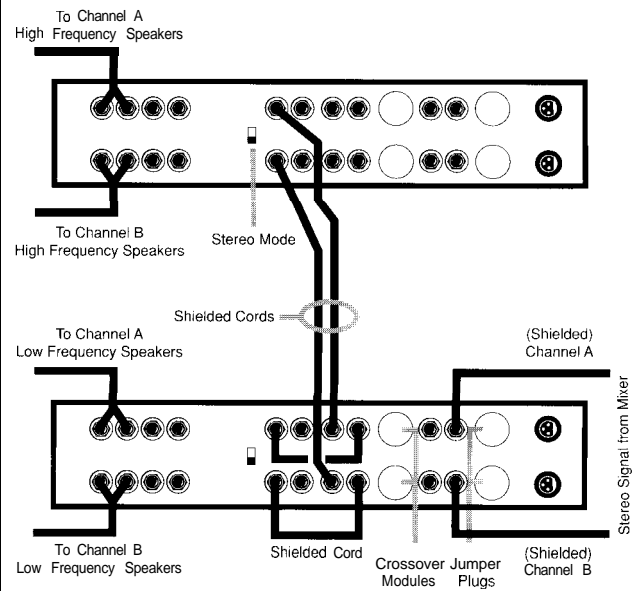 To Channel A
High Frequency Speakers
To Channel B
High Frequency Speakers
Stereo Mode
Shielded Cords
To Channel A
Low Frequency Speakers
(Shielded)
Channel A
Stereo Signal from Mixer
To Channel B
Low Frequency Speakers
Shielded Cord
Crossover
Modules
Jumper
Plugs
(Shielded)
Channel B